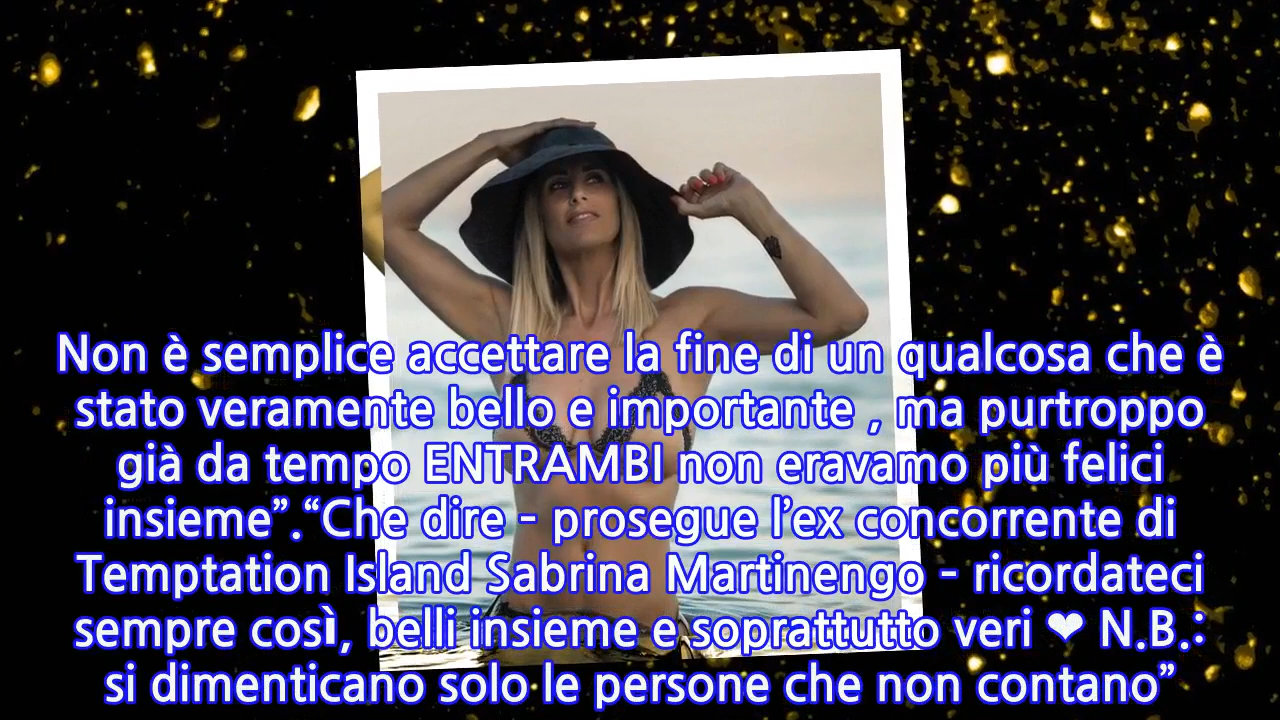 Non è semplice accettare la fine di un qualcosa che è
stato veramente bello e importante , ma purtroppo
già da tempo ENTRAMBI non eravamo più felici
insieme”.“Che dire - prosegue l’ex concorrente di
Temptation Island Sabrina Martinengo - ricordateci
sempre così, belli insieme e soprattutto veri ❤ N.B.:
si dimenticano solo le persone che non contano”